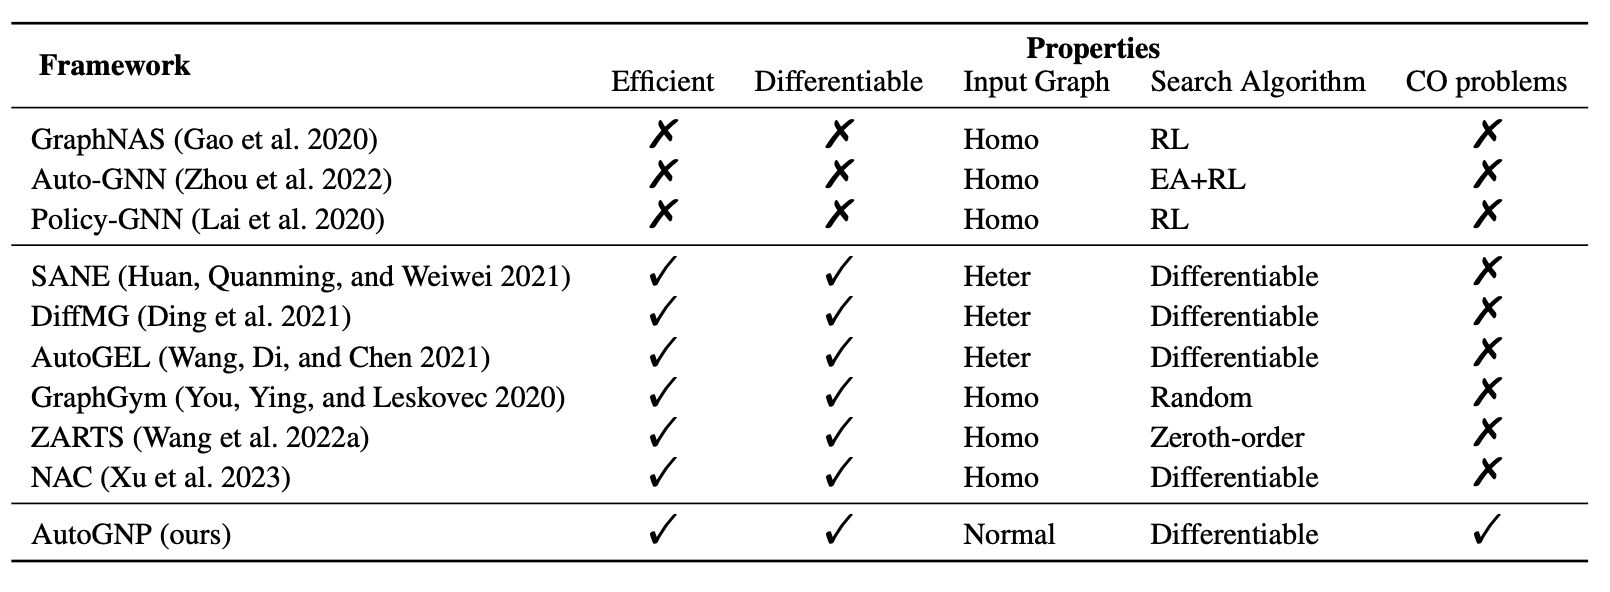 Framework Properties
Efficient Differentiable Input Graph Search Algorithm CO problems
GraphNAS (Gao et al. 2020) ✗ ✗ Homo RL ✗
Auto-GNN (Zhou et al. 2022) ✗ ✗ Homo EA+RL ✗
Policy-GNN (Lai et al. 2020) ✗ ✗ Homo RL ✗
SANE (Huan, Quanming, and Weiwei 2021) ✓ ✓ Heter Differentiable ✗
DiffMG (Ding et al. 2021) ✓ ✓ Heter Differentiable ✗
AutoGEL (Wang, Di, and Chen 2021) ✓ ✓ Heter Differentiable ✗
GraphGym (You, Ying, and Leskovec 2020) ✓ ✓ Homo Random ✗
ZARTS (Wang et al. 2022a) ✓ ✓ Homo Zeroth-order ✗
NAC (Xu et al. 2023) ✓ ✓ Homo Differentiable ✗
AutoGNP (ours) ✓ ✓ Normal Differentiable ✓